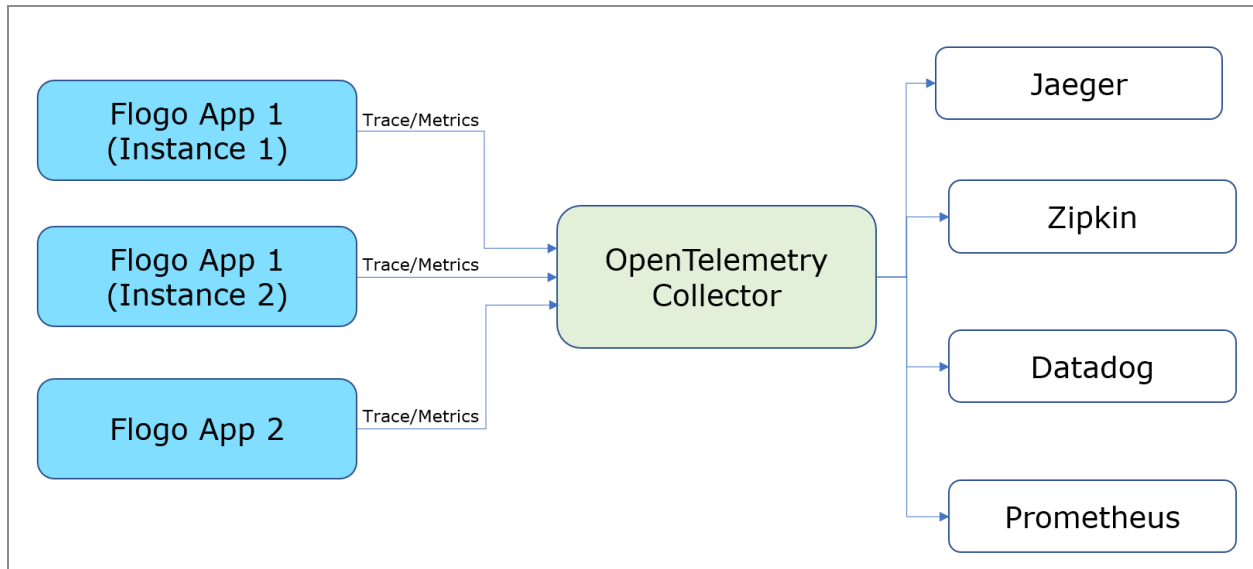 Flogo App 1
(Instance 1)
Trace/Metrics
Flogo App 1
(Instance 2)
Trace/Metrics
Flogo App 2
Trace/Metrics
OpenTelemetry
Collector
Jaeger
Zipkin
Datadog
Prometheus